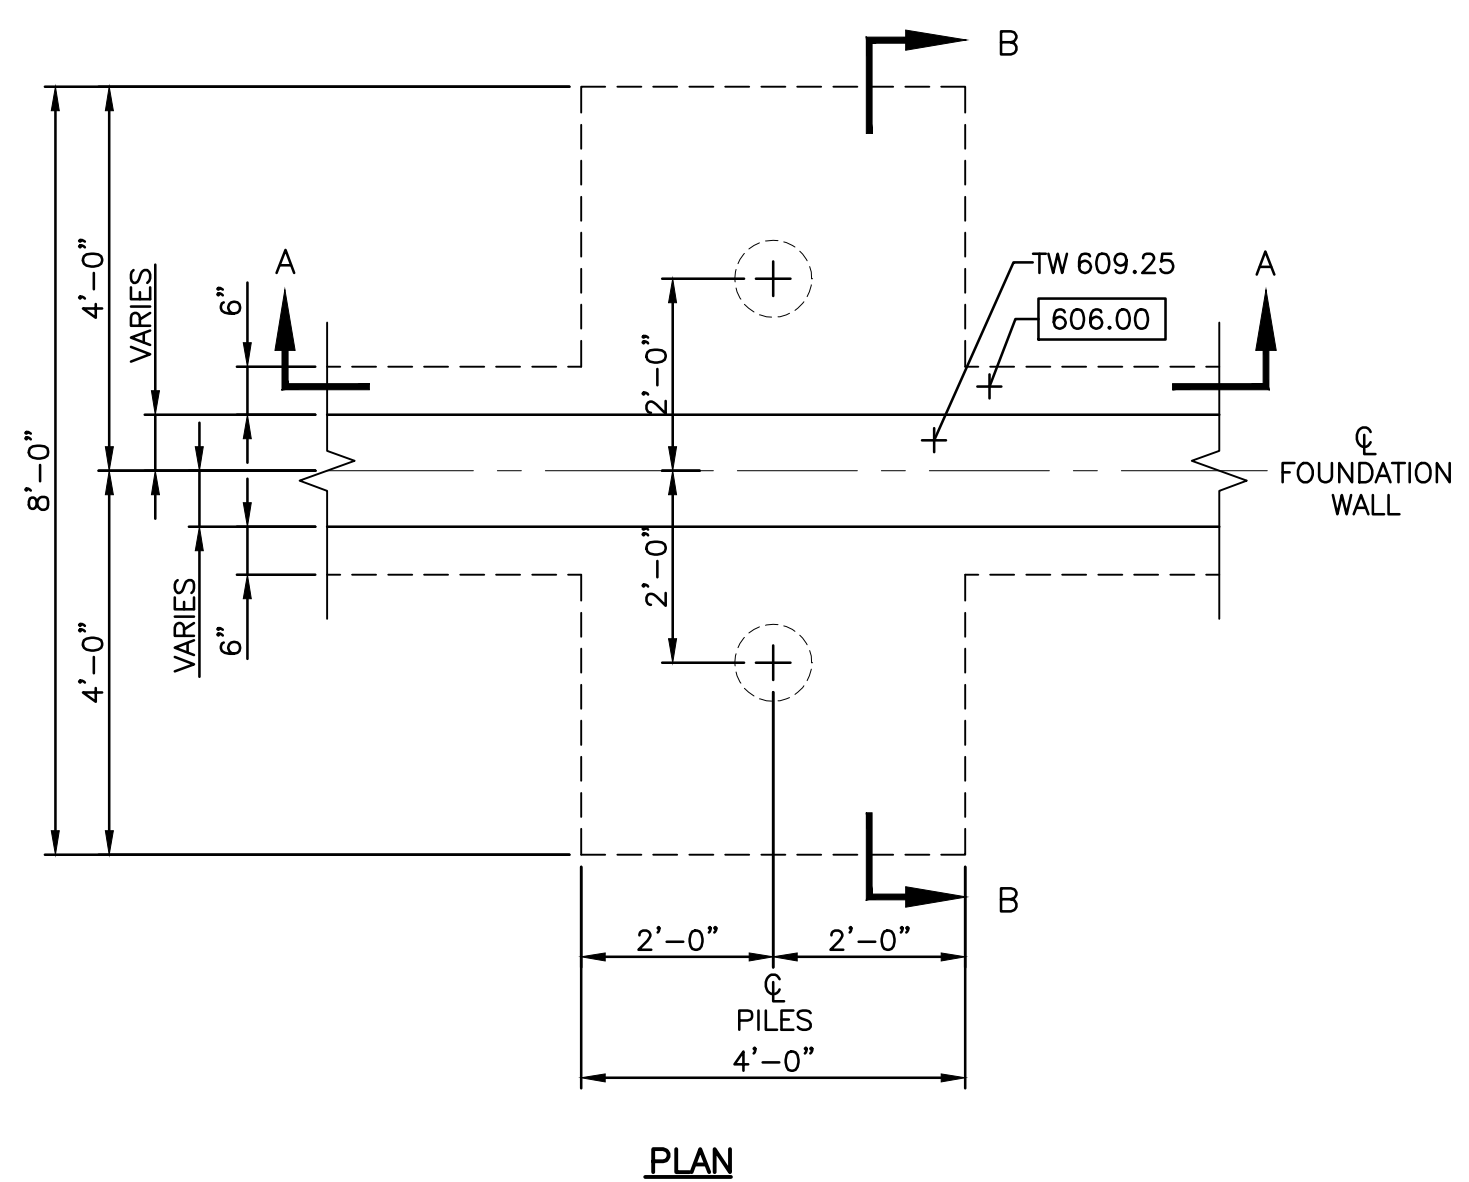 B
4'-0"
VARIES
6"
A
TW 609.25
606.00
A
2'-0"
8'-0"
℄
FOUNDATION
WALL
2'-0"
4'-0"
VARIES
6"
B
2'-0" 2'-0"
℄
PILES
4'-0"
PLAN